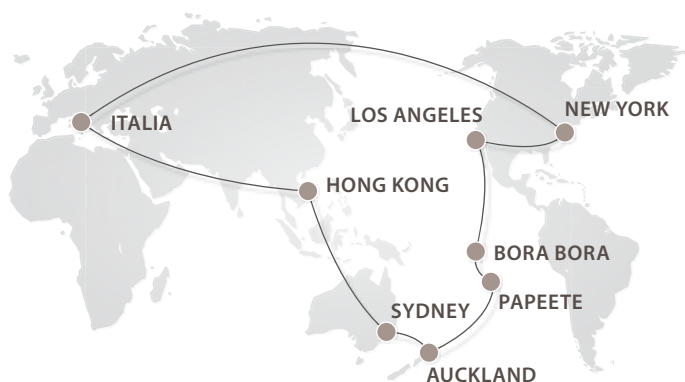 NEW YORK
LOS ANGELES
ITALIA
HONG KONG
BORA BORA
PAPEETE
SYDNEY
AUCKLAND